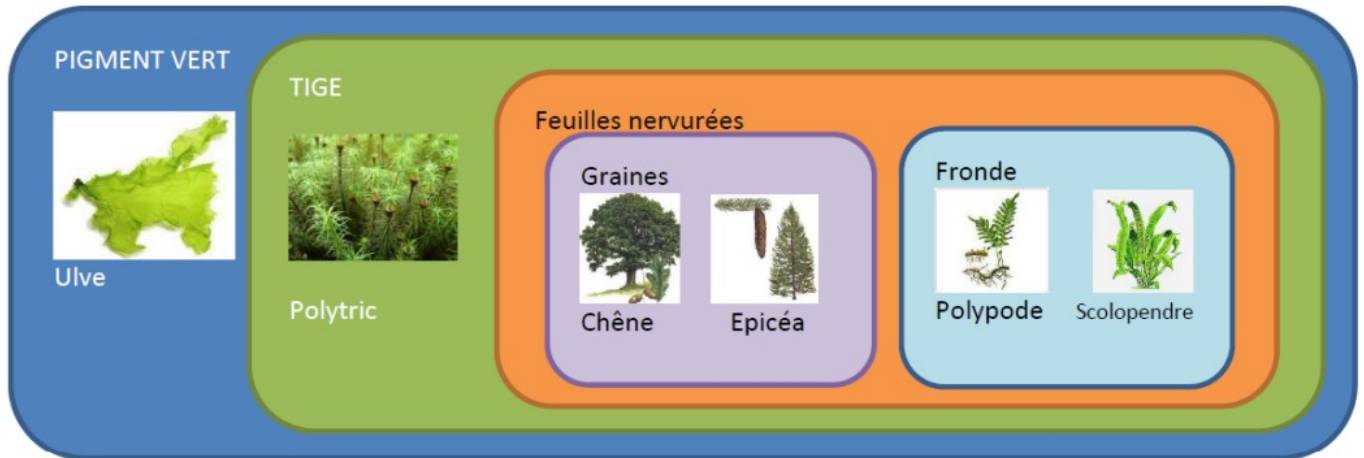 PIGMENT VERT
Ulve
TIGE
Polytric
Feuilles nervurées
Graines
Chêne
Epicéa
Fronde
Polypode
Scolopendre